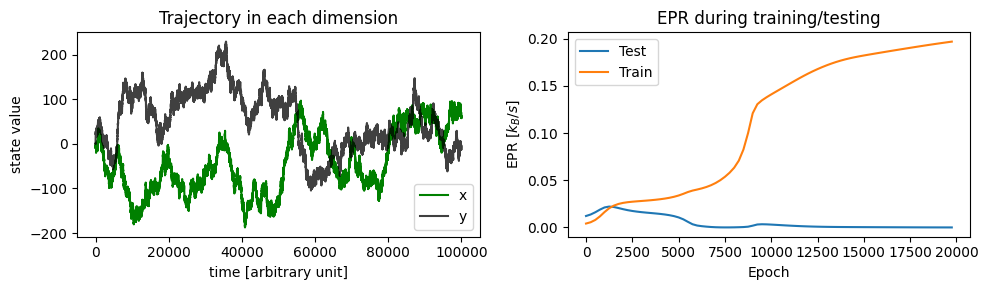 Trajectory in each dimension
state value
200
100
0
−100
−200
x
y
0
20000
40000
60000
80000
100000
time [arbitrary unit]
EPR during training/testing
EPR [k_B/s]
0.20
0.15
0.10
0.05
0.00
Test
Train
0
2500
5000
7500
10000
12500
15000
17500
20000
Epoch